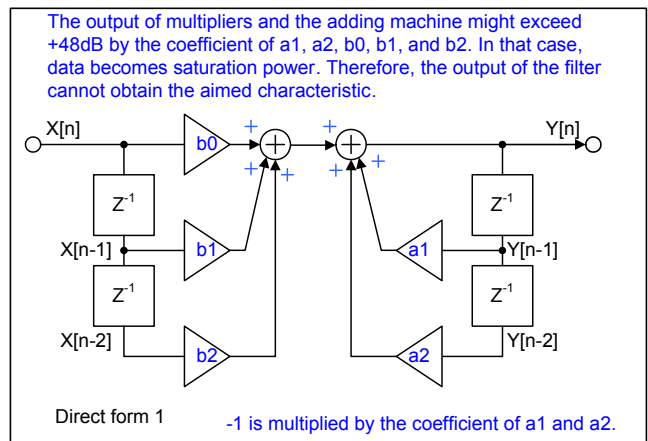 The output of multipliers and the adding machine might exceed
+48dB by the coefficient of a1, a2, b0, b1, and b2. In that case,
data becomes saturation power. Therefore, the output of the filter
cannot obtain the aimed characteristic.
X[n] b0 + + Y[n]
+ + + +
Z-1 Z-1
X[n-1] b1 a1 Y[n-1]
Z-1 Z-1
X[n-2] b2 a2 Y[n-2]
Direct form 1
-1 is multiplied by the coefficient of a1 and a2.